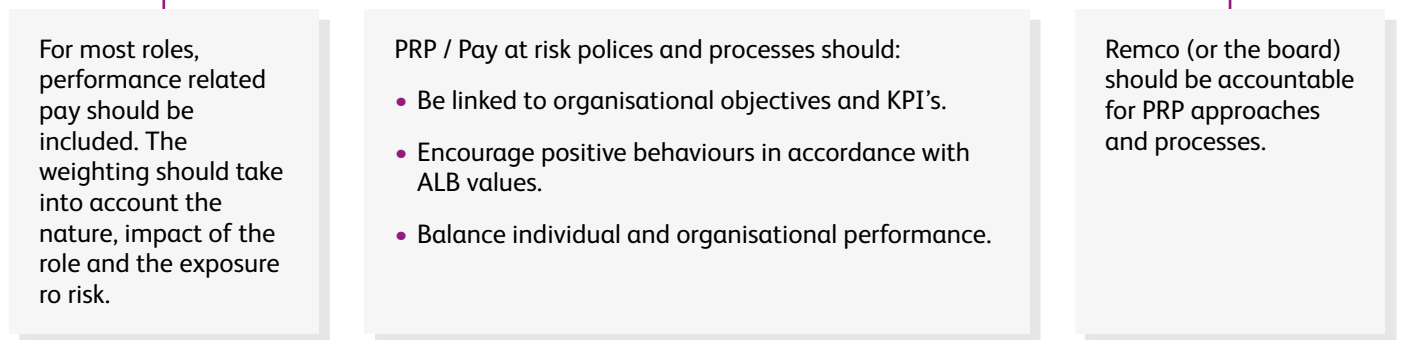 For most roles,
performance related
pay should be
included. The
weighting should take
into account the
nature, impact of the
role and the exposure
ro risk.
PRP / Pay at risk polices and processes should:
• Be linked to organisational objectives and KPI’s.
• Encourage positive behaviours in accordance with
ALB values.
• Balance individual and organisational performance.
Remco (or the board)
should be accountable
for PRP approaches
and processes.